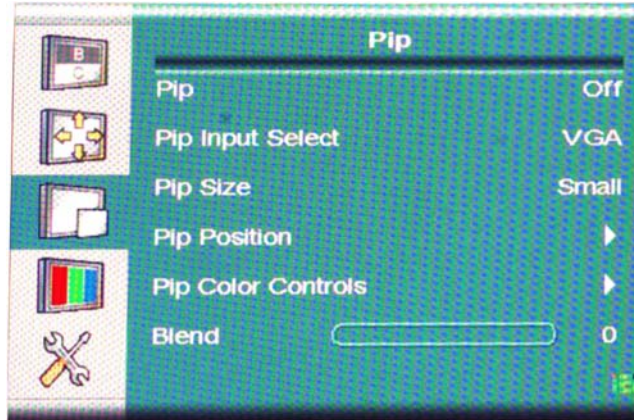 B
C
Pip
Pip Off
Pip Input Select VGA
Pip Size Small
Pip Position
Pip Color Controls
Blend 0